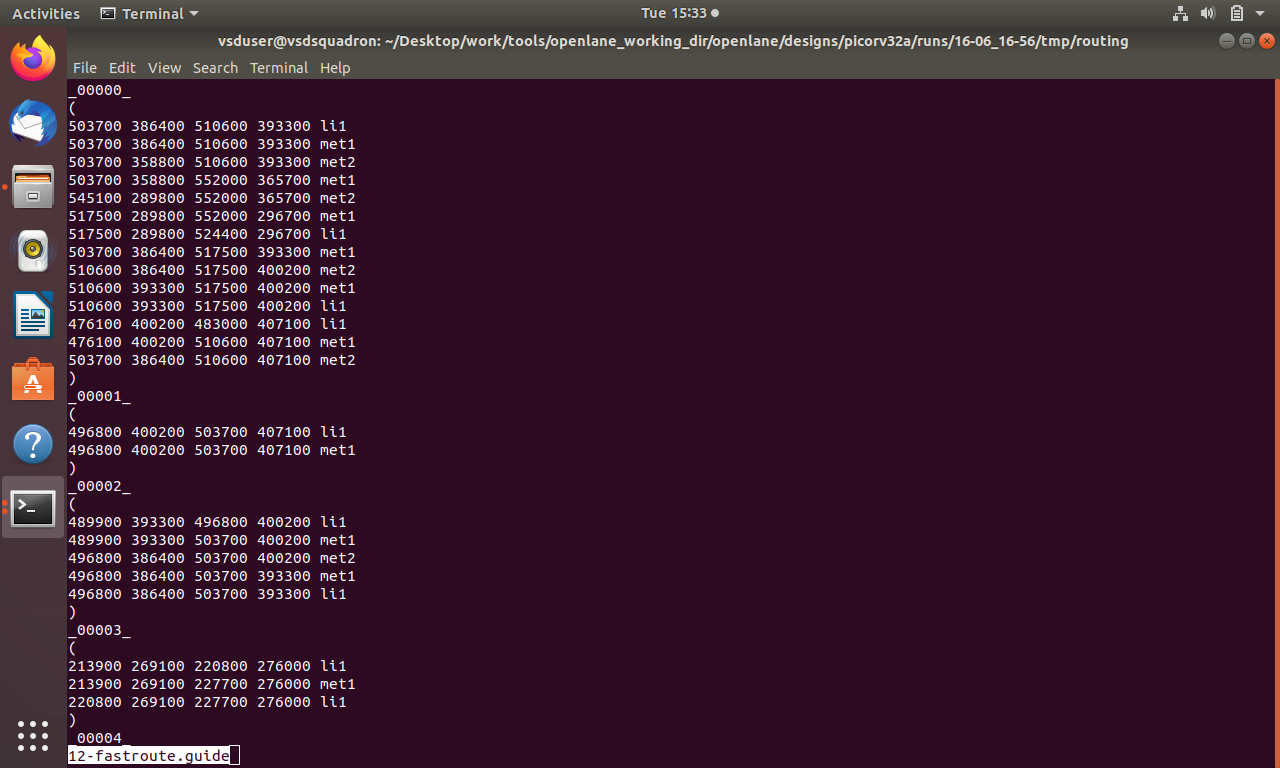 Activities Terminal Tue 15:33
vsduser@vsdsquadron: ~/Desktop/work/tools/openlane_working_dir/openlane/designs/picorv32a/runs/16-06_16-56/tmp/routing
File Edit View Search Terminal Help
_00000_
(
503700 386400 510600 393300 li1
503700 386400 510600 393300 met1
503700 358800 510600 393300 met2
503700 358800 552000 365700 met1
545100 289800 552000 365700 met2
517500 289800 552000 296700 met1
517500 289800 524400 296700 li1
503700 386400 517500 393300 met1
510600 386400 517500 400200 met2
510600 393300 517500 400200 met1
510600 393300 517500 400200 li1
476100 400200 483000 407100 li1
476100 400200 510600 407100 met1
503700 386400 510600 407100 met2
)
_00001_
(
496800 400200 503700 407100 li1
496800 400200 503700 407100 met1
)
_00002_
(
489900 393300 496800 400200 li1
489900 393300 503700 400200 met1
496800 386400 503700 400200 met2
496800 386400 503700 393300 met1
496800 386400 503700 393300 li1
)
_00003_
(
213900 269100 220800 276000 li1
213900 269100 227700 276000 met1
220800 269100 227700 276000 li1
)
_00004_
12-fastroute.guide